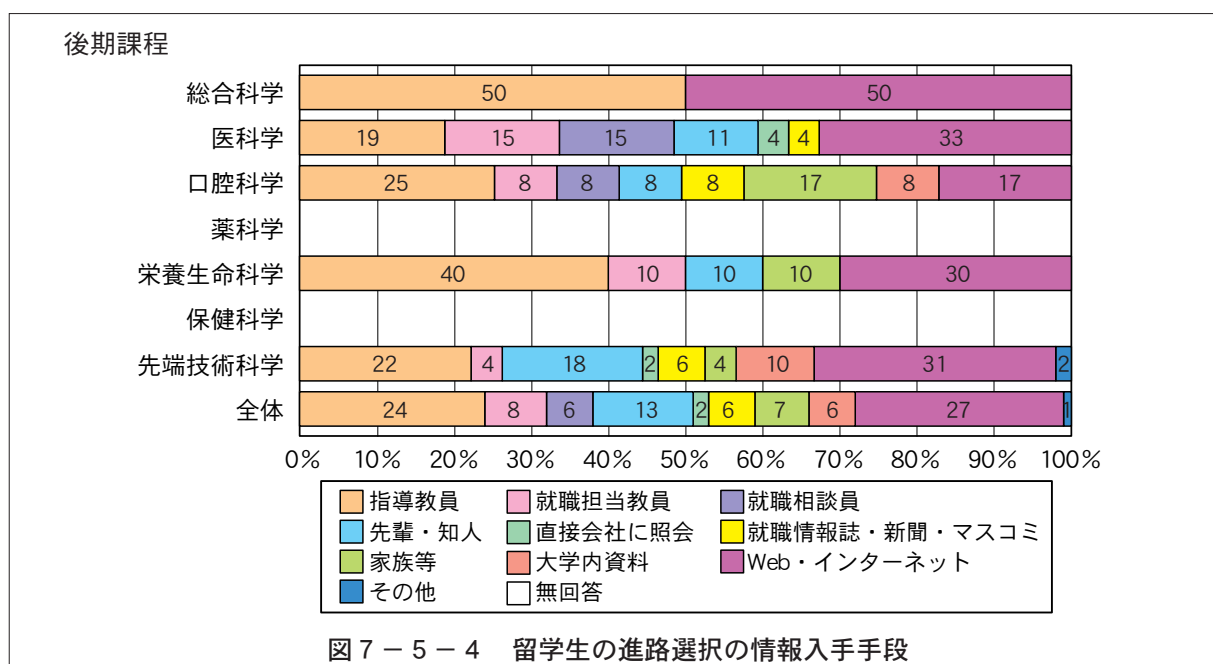 後期課程
総合科学 50 50
医科学 19 15 15 11 4 4 33
口腔科学 25 8 8 8 8 17 8 17
薬科学
栄養生命科学 40 10 10 10 30
保健科学
先端技術科学 22 4 18 2 6 4 10 31 2
全体 24 8 6 13 2 6 7 6 27 1
0% 10% 20% 30% 40% 50% 60% 70% 80% 90% 100%
指導教員 就職担当教員 就職相談員
先輩・知人 直接会社に照会 就職情報誌・新聞・マスコミ
家族等 大学内資料 Web・インターネット
その他 無回答
図7-5-4 留学生の進路選択の情報入手手段